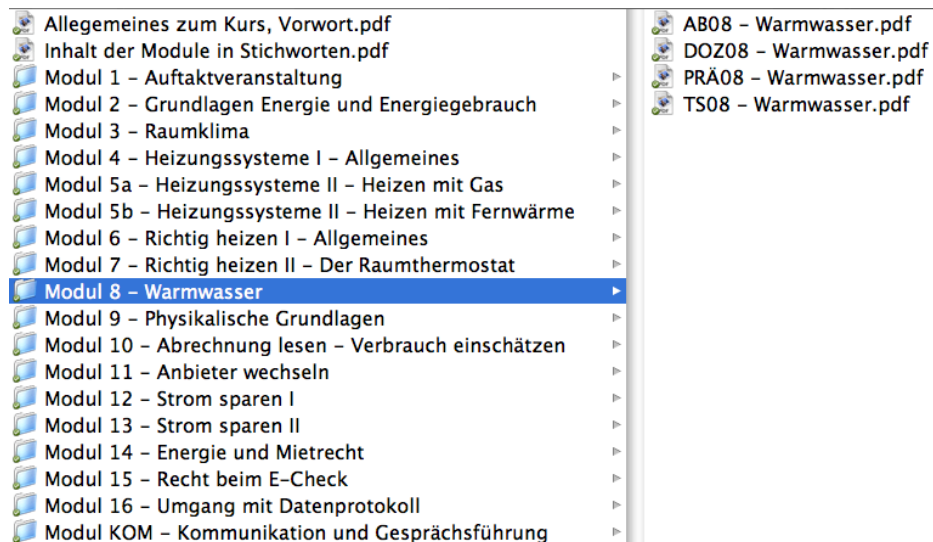 Allegemeines zum Kurs, Vorwort.pdf
Inhalt der Module in Stichworten.pdf
Modul 1 – Auftaktveranstaltung
Modul 2 – Grundlagen Energie und Energiegebrauch
Modul 3 – Raumklima
Modul 4 – Heizungssysteme I – Allgemeines
Modul 5a – Heizungssysteme II – Heizen mit Gas
Modul 5b – Heizungssysteme II – Heizen mit Fernwärme
Modul 6 – Richtig heizen I – Allgemeines
Modul 7 – Richtig heizen II – Der Raumthermostat
Modul 8 – Warmwasser
Modul 9 – Physikalische Grundlagen
Modul 10 – Abrechnung lesen – Verbrauch einschätzen
Modul 11 – Anbieter wechseln
Modul 12 – Strom sparen I
Modul 13 – Strom sparen II
Modul 14 – Energie und Mietrecht
Modul 15 – Recht beim E-Check
Modul 16 – Umgang mit Datenprotokoll
Modul KOM – Kommunikation und Gesprächsführung
AB08 – Warmwasser.pdf
DOZ08 – Warmwasser.pdf
PRÄ08 – Warmwasser.pdf
TS08 – Warmwasser.pdf